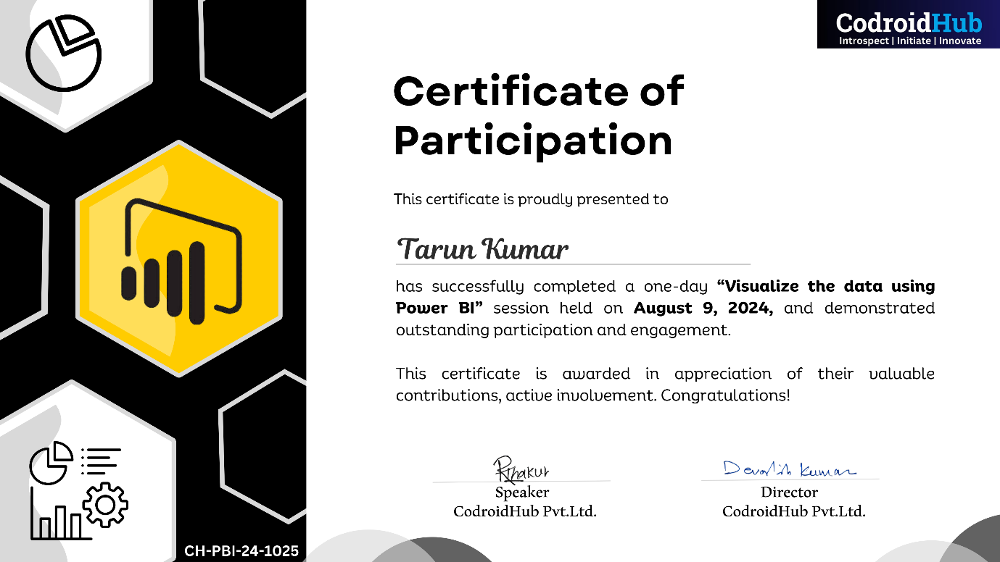 CodroidHub
Introspect | Initiate | Innovate
Certificate of
Participation
This certificate is proudly presented to
Tarun Kumar
has successfully completed a one-day “Visualize the data using
Power BI” session held on August 9, 2024, and demonstrated
outstanding participation and engagement.
This certificate is awarded in appreciation of their valuable
contributions, active involvement. Congratulations!
RThakur
Speaker
CodroidHub Pvt.Ltd.
Devashish Kumar
Director
CodroidHub Pvt.Ltd.
CH-PBI-24-1025